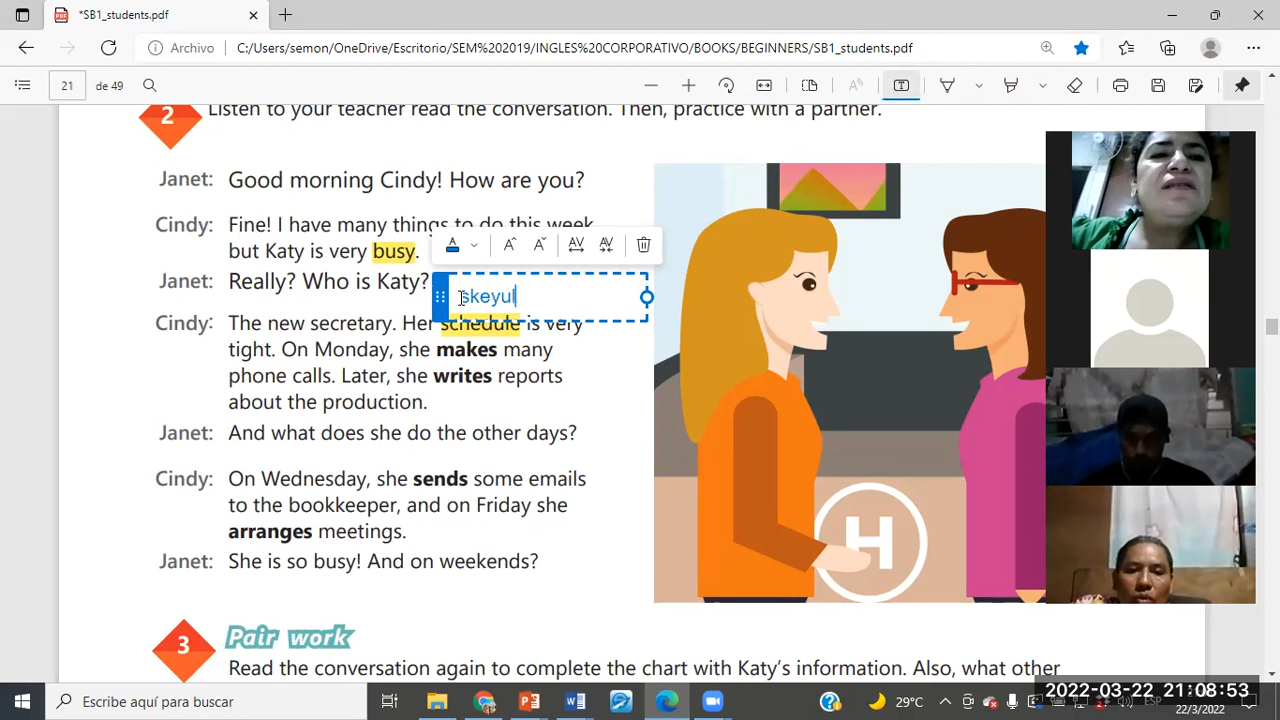 *SB1_students.pdf
Archivo
C:/Users/semon/OneDrive/Escritorio/SEM%202019/INGLES%20CORPORATIVO/BOOKS/BEGINNERS/SB1_students.pdf
21 de 49
2 Listen to your teacher read the conversation. Then, practice with a partner.
Janet: Good morning Cindy! How are you?
Cindy: Fine! I have many things to do this week
but Katy is very busy.
Janet: Really? Who is Katy?
skeyul
Cindy: The new secretary. Her schedule is very
tight. On Monday, she makes many
phone calls. Later, she writes reports
about the production.
Janet: And what does she do the other days?
Cindy: On Wednesday, she sends some emails
to the bookkeeper, and on Friday she
arranges meetings.
Janet: She is so busy! And on weekends?
H
3 Pair work
Read the conversation again to complete the chart with Katy's information. Also, what other
Escribe aquí para buscar
29°C
ESP
2022-03-22 21:08:53
22/3/2022